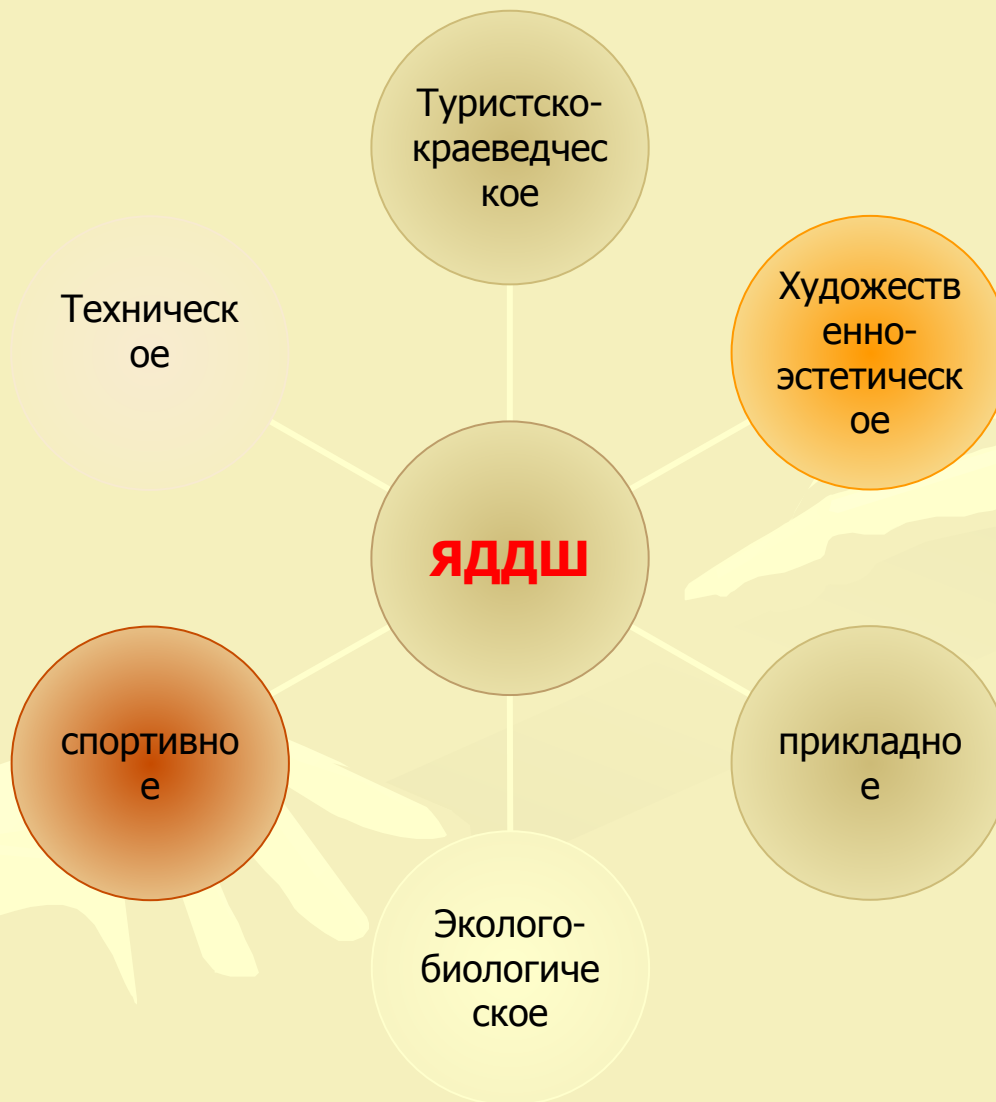 Туристско-
краеведчес
кое
Художеств
енно-
эстетическ
ое
прикладно
е
Эколого-
биологиче
ское
спортивно
е
Техническ
ое
ЯДДШ